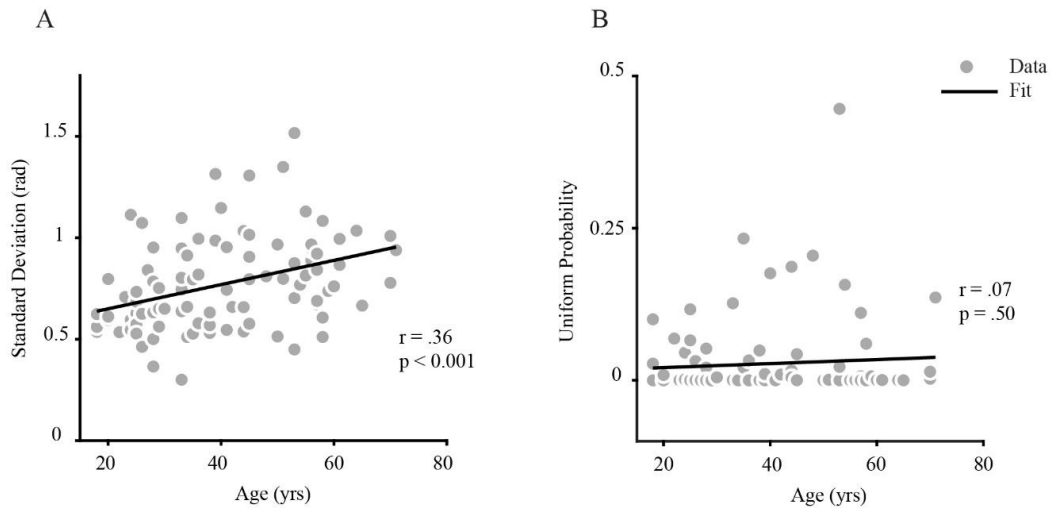 A
Standard Deviation (rad)
1.5
1
0.5
0
20
40
60
80
Age (yrs)
r = .36
p < 0.001
B
Data
Fit
Uniform Probability
0.5
0.25
0
20
40
60
80
Age (yrs)
r = .07
p = .50